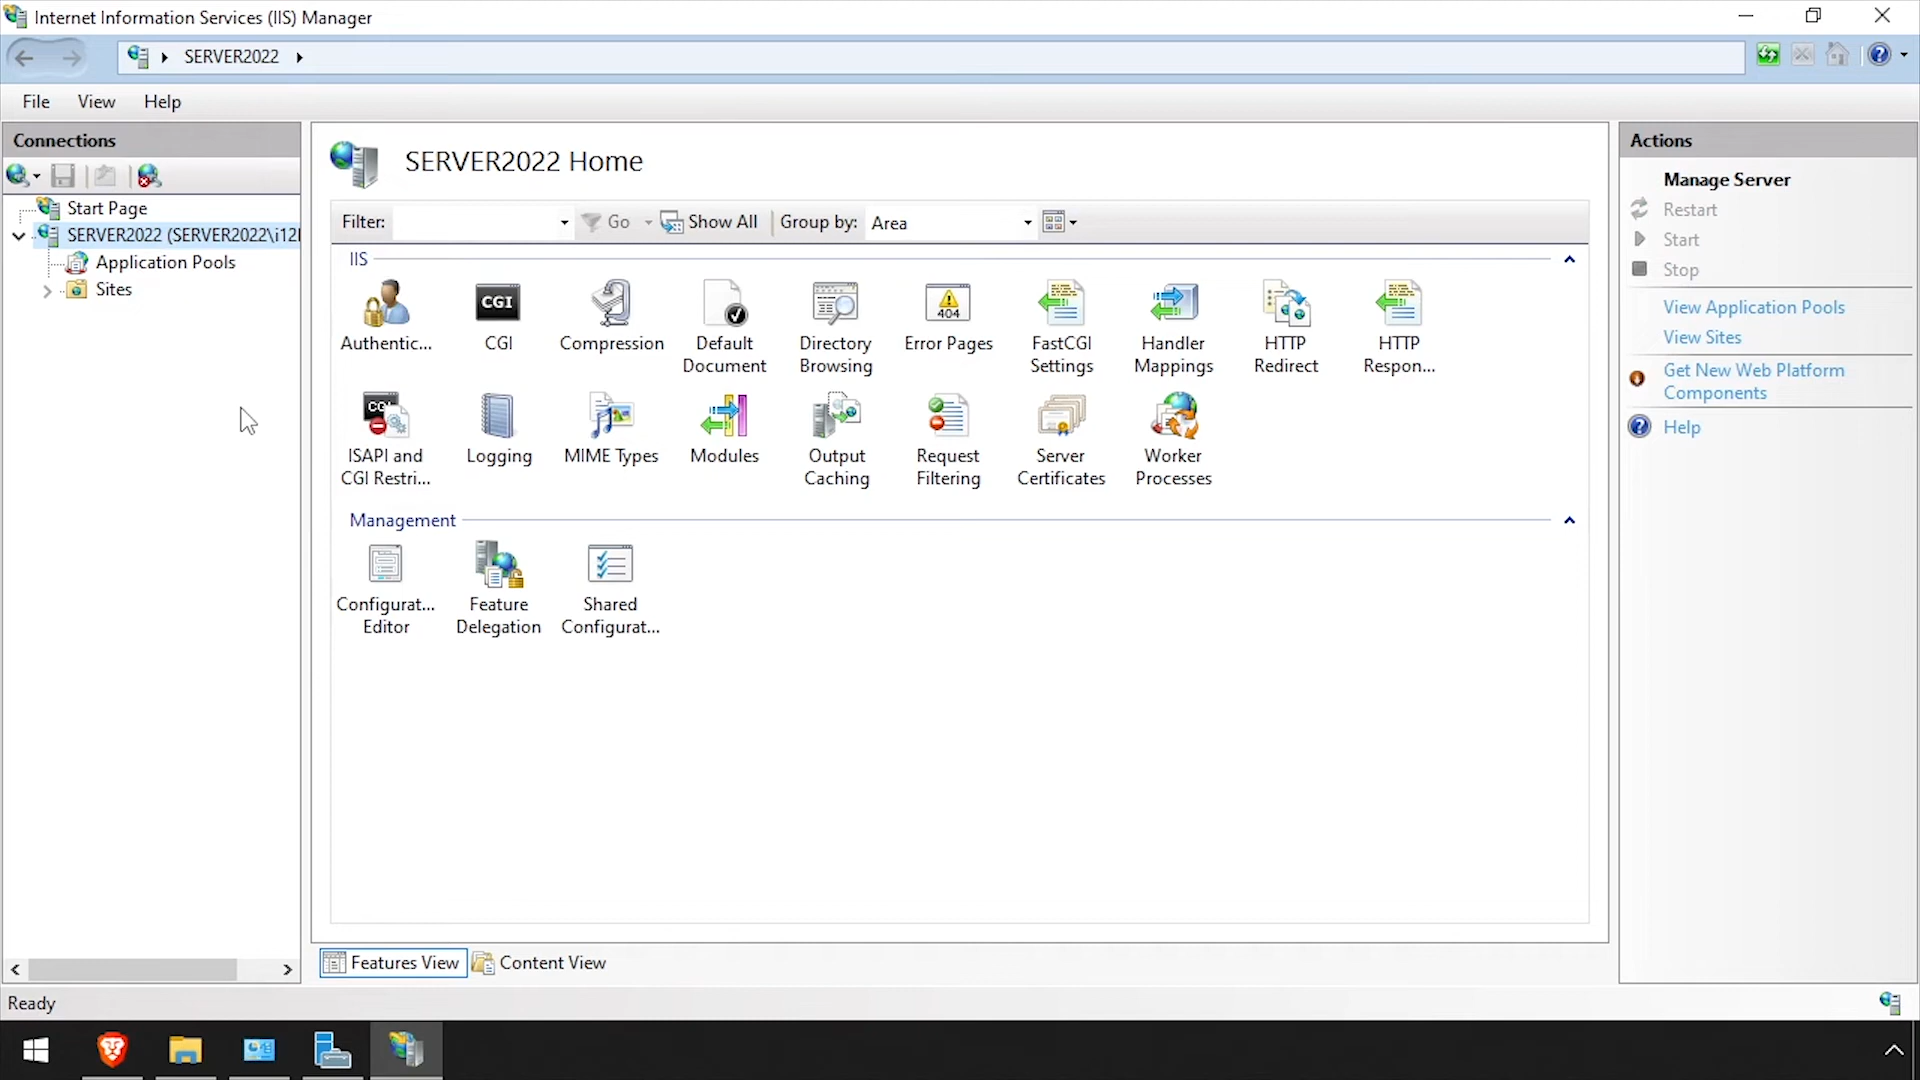 Internet Information Services (IIS) Manager
SERVER2022
File View Help
Connections
Start Page
SERVER2022 (SERVER2022\i12
Application Pools
Sites
SERVER2022 Home
Filter: Go Show All Group by: Area
IIS
Authentic...
CGI
CGI
Compression
Default
Document
Directory
Browsing
404
Error Pages
FastCGI
Settings
Handler
Mappings
HTTP
Redirect
HTTP
Respon...
ISAPI and
CGI Restri...
Logging
MIME Types
Modules
Output
Caching
Request
Filtering
Server
Certificates
Worker
Processes
Management
Configurat...
Editor
Feature
Delegation
Shared
Configurat...
Features View
Content View
Actions
Manage Server
Restart
Start
Stop
View Application Pools
View Sites
Get New Web Platform
Components
Help
Ready